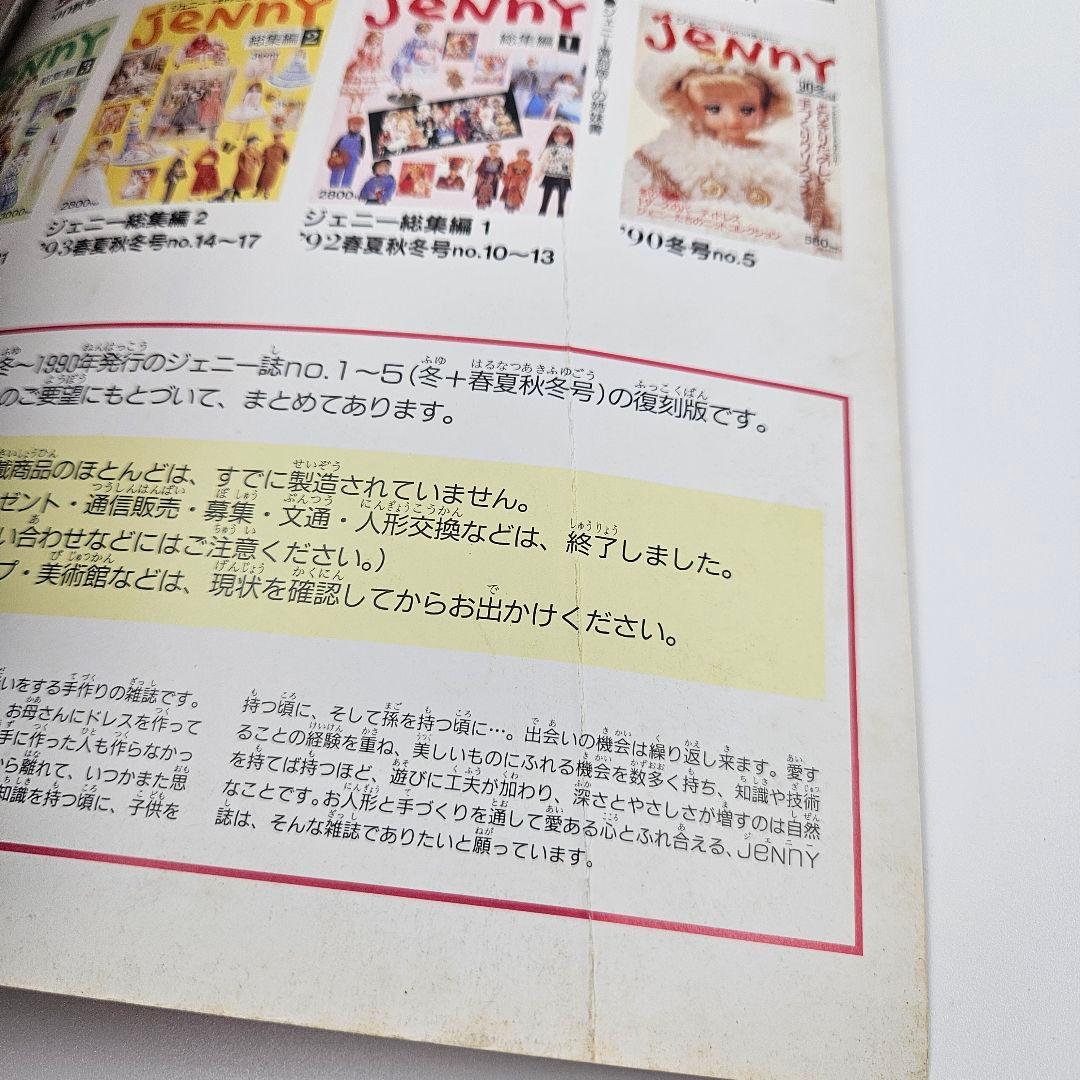 JeNNY
総集編 3
3000
JeNNY
総集編 2
2800
ジェニー総集編 2
'93春夏秋冬号no.14〜17
JeNNY
総集編 1
2800
ジェニー総集編 1
'92春夏秋冬号no.10〜13
JeNNY
580
'90冬号no.5
冬〜1990年発行のジェニー誌no.1〜5(冬+春夏秋冬号)の復刻版です。
のご要望にもとづいて、まとめてあります。
載商品のほとんどは、すでに製造されていません。
ゼント・通信販売・募集・文通・人形交換などは、終了しました。
い合わせなどにはご注意ください。)
プ・美術館などは、現状を確認してからお出かけください。
いをする手作りの雑誌です。
お母さんにドレスを作って
手に作った人も作らなかっ
ら離れて、いつかまた思
知識を持つ頃に、子供を
持つ頃に、そして孫を持つ頃に…。出会いの機会は繰り返し来ます。愛す
ることの経験を重ね、美しいものにふれる機会を数多く持ち、知識や技術
を持てば持つほど、遊びに工夫が加わり、深さとやさしさが増すのは自然
なことです。お人形と手づくりを通して愛ある心とふれ合える、JeNNY
誌は、そんな雑誌でありたいと願っています。